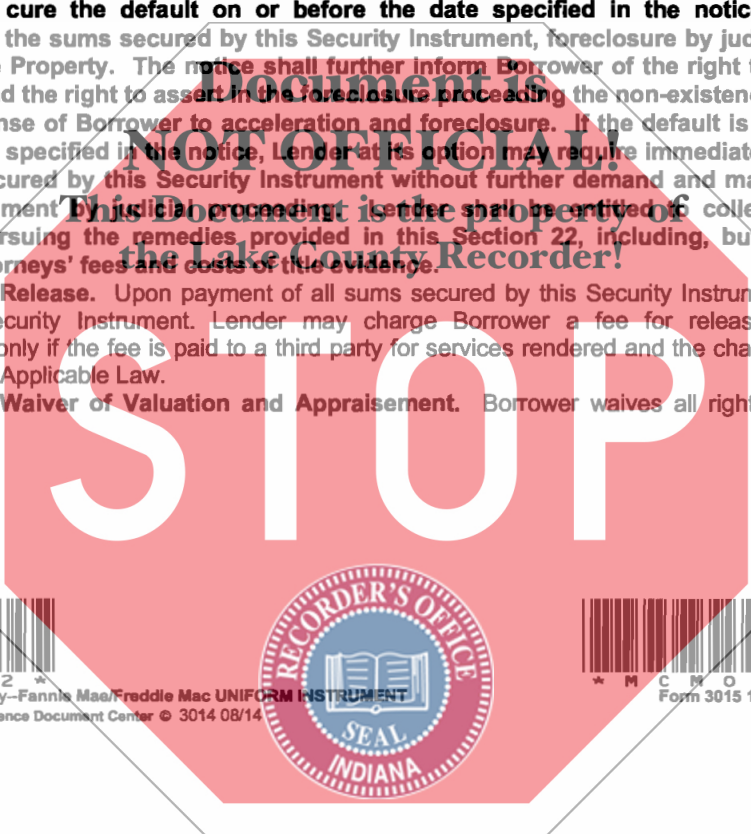 cure the default on or before the date specified in the notic
the sums secured by this Security Instrument, foreclosure by jud
Property. The notice shall further inform Borrower of the right
d the right to assert in the foreclosure proceeding the non-existen
nse of Borrower to acceleration and foreclosure. If the default is
specified in the notice, Lender at its option may require immediat
cured by this Security Instrument without further demand and ma
ment by judicial proceeding. Lender shall be entitled to colle
rsuing the remedies provided in this Section 22, including, bu
rneys' fees and costs of title evidence.
Document is
NOT OFFICIAL!
This Document is the property of
the Lake County Recorder!
Release. Upon payment of all sums secured by this Security Instrum
ecurity Instrument. Lender may charge Borrower a fee for releas
only if the fee is paid to a third party for services rendered and the cha
Applicable Law.
Waiver of Valuation and Appraisement. Borrower waives all right
STOP
RECORDER'S OFFICE
SEAL
INDIANA
2 *
* M C M O
y--Fannie Mae/Freddie Mac UNIFORM INSTRUMENT
Form 3015 1
ence Document Center © 3014 08/14